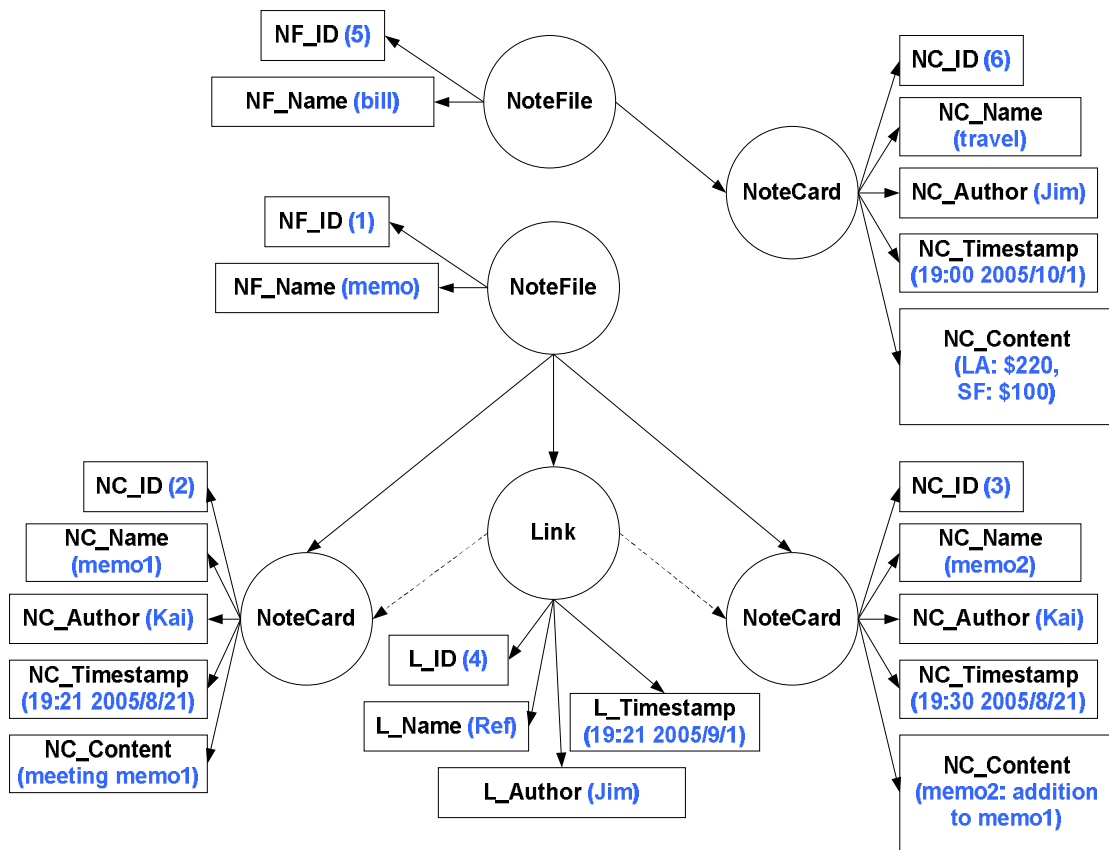 NF_ID (5)
NF_Name (bill)
NoteFile
NC_ID (6)
NC_Name
(travel)
NoteCard
NC_Author (Jim)
NC_Timestamp
(19:00 2005/10/1)
NC_Content
(LA: $220,
SF: $100)
NF_ID (1)
NF_Name (memo)
NoteFile
NC_ID (2)
NC_Name
(memo1)
NC_Author (Kai)
NC_Timestamp
(19:21 2005/8/21)
NC_Content
(meeting memo1)
NoteCard
Link
L_ID (4)
L_Name (Ref)
L_Author (Jim)
L_Timestamp
(19:21 2005/9/1)
NoteCard
NC_ID (3)
NC_Name
(memo2)
NC_Author (Kai)
NC_Timestamp
(19:30 2005/8/21)
NC_Content
(memo2: addition
to memo1)